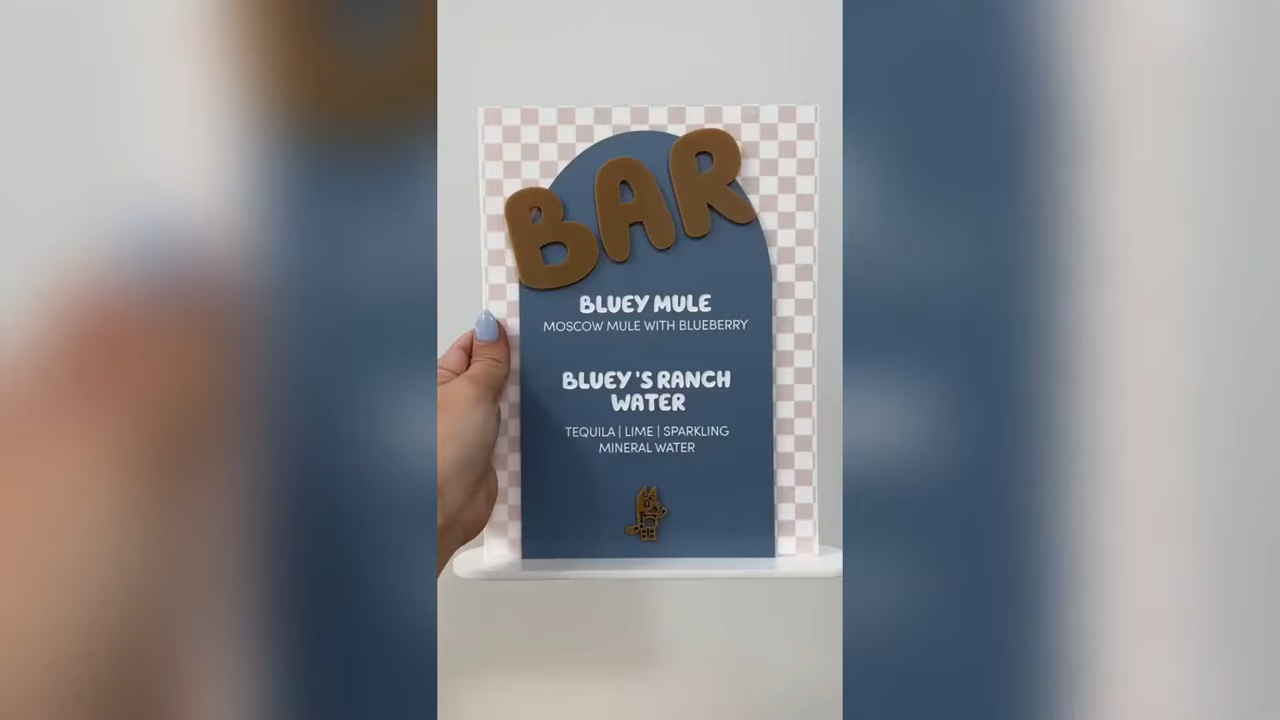 BAR
BLUEY MULE
MOSCOW MULE WITH BLUEBERRY
BLUEY'S RANCH
WATER
TEQUILA | LIME | SPARKLING
MINERAL WATER